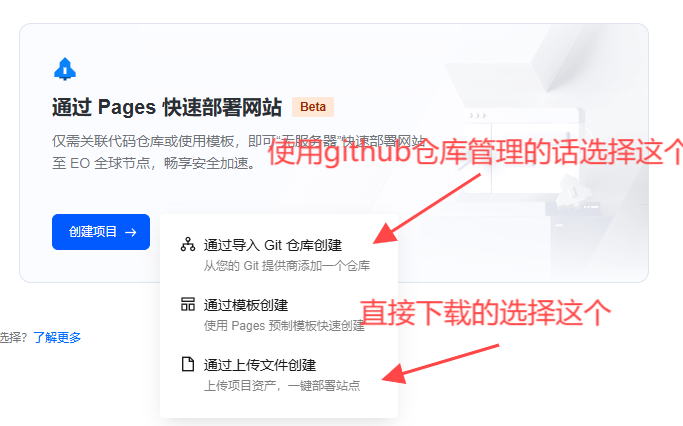 通过 Pages 快速部署网站 Beta
仅需关联代码仓库或使用模板，即可“无服务器”快速部署网站
至 EO 全球节点，畅享安全加速。
使用github仓库管理的话选择这个
创建项目 →
通过导入 Git 仓库创建
从您的 Git 提供商添加一个仓库
通过模板创建
使用 Pages 预制模板快速创建
直接下载的选择这个
选择？了解更多
通过上传文件创建
上传项目资产，一键部署站点